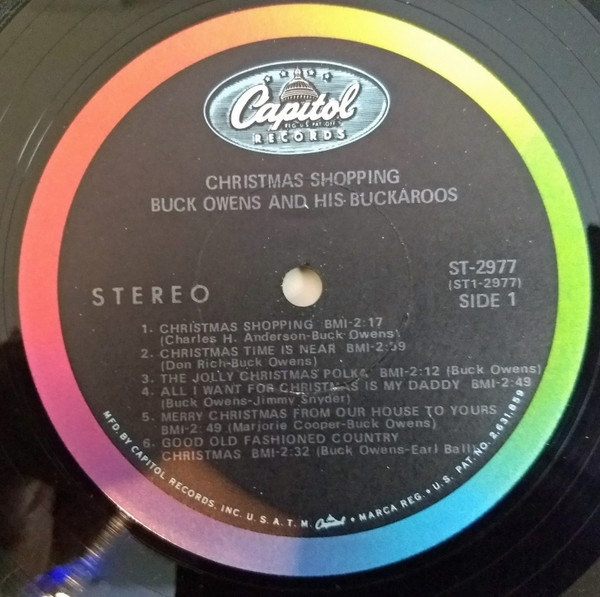 Capitol
REG. U.S. PAT. OFF.
RECORDS
CHRISTMAS SHOPPING
BUCK OWENS AND HIS BUCKAROOS
STEREO
ST-2977
(ST1-2977)
SIDE 1
1. CHRISTMAS SHOPPING BMI-2:17
(Charles H. Anderson-Buck Owens)
2. CHRISTMAS TIME IS NEAR BMI-2:39
(Don Rich-Buck Owens)
3. THE JOLLY CHRISTMAS POLKA BMI-2:12 (Buck Owens)
4. ALL I WANT FOR CHRISTMAS IS MY DADDY BMI-2:49
(Buck Owens-Jimmy Snyder)
5. MERRY CHRISTMAS FROM OUR HOUSE TO YOURS
BMI-2:49 (Marjorie Cooper-Buck Owens)
6. GOOD OLD FASHIONED COUNTRY
CHRISTMAS BMI-2:32 (Buck Owens-Earl Ball)
MFD. BY CAPITOL RECORDS, INC. U.S.A. T.M. Capitol • MARCA REG. • U.S. PAT. NO. 2,631,859